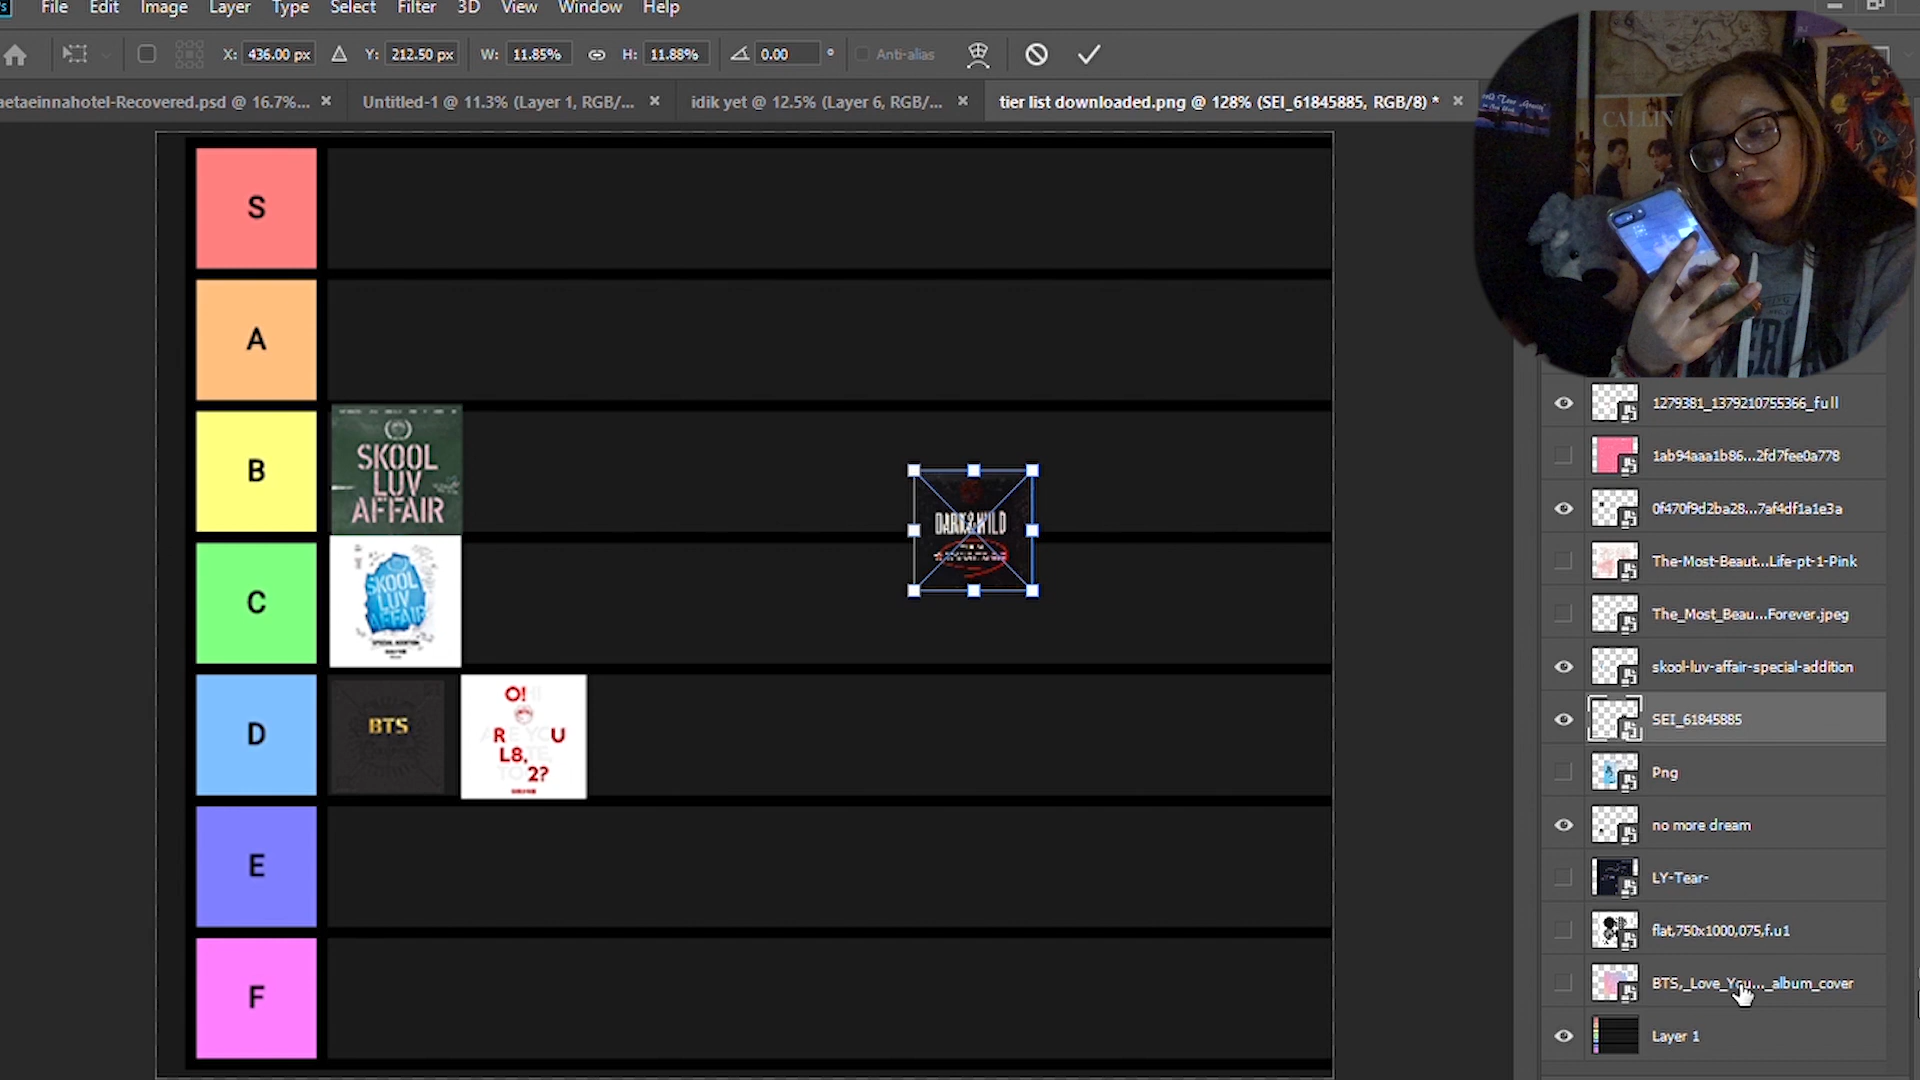 File Edit Image Layer Type Select Filter 3D View Window Help
X: 436.00 px Y: 212.50 px W: 11.85% H: 11.88% 0.00 ° Anti-alias
aetaeinnahotel-Recovered.psd @ 16.7%... × Untitled-1 @ 11.3% (Layer 1, RGB/... × idik yet @ 12.5% (Layer 6, RGB/... × tier list downloaded.png @ 128% (SEI_61845885, RGB/8) * ×
CALLIN
S
A
B
SKOOL
LUV
AFFAIR
DARK&WILD
C
SKOOL
LUV
AFFAIR
D
BTS
O!
R U
L8,
2?
E
F
1279381_1379210755366_full
1ab94aaa1b86...2fd7fee0a778
0f470f9d2ba28...7af4df1a1e3a
The-Most-Beaut...Life-pt-1-Pink
The_Most_Beau...Forever.jpeg
skool-luv-affair-special-addition
SEI_61845885
Png
no more dream
LY-Tear-
flat,750x1000,075,f.u1
BTS,_Love_You..._album_cover
Layer 1